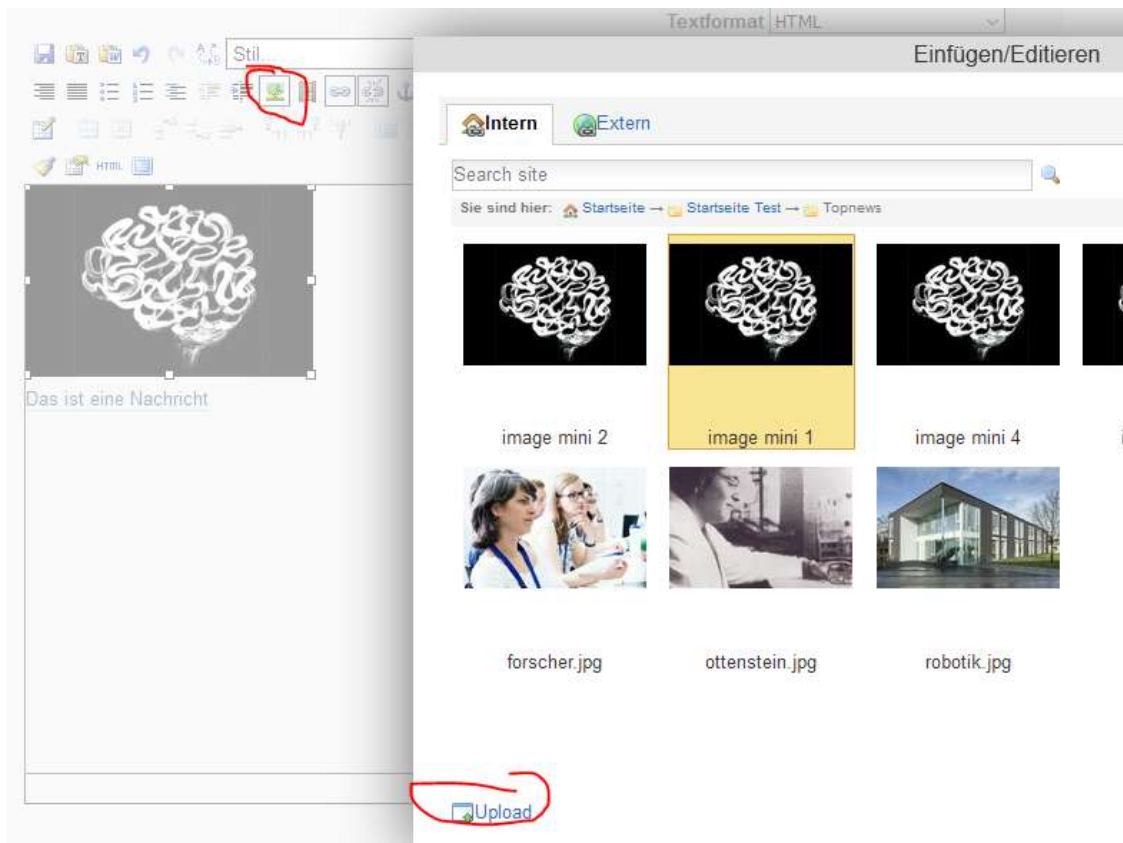 Textformat HTML
Stil...
Einfügen/Editieren
Intern Extern
Search site
HTML
Sie sind hier: Startseite → Startseite Test → Topnews
Das ist eine Nachricht
image mini 2 image mini 1 image mini 4
forscher.jpg ottenstein.jpg robotik.jpg
Upload